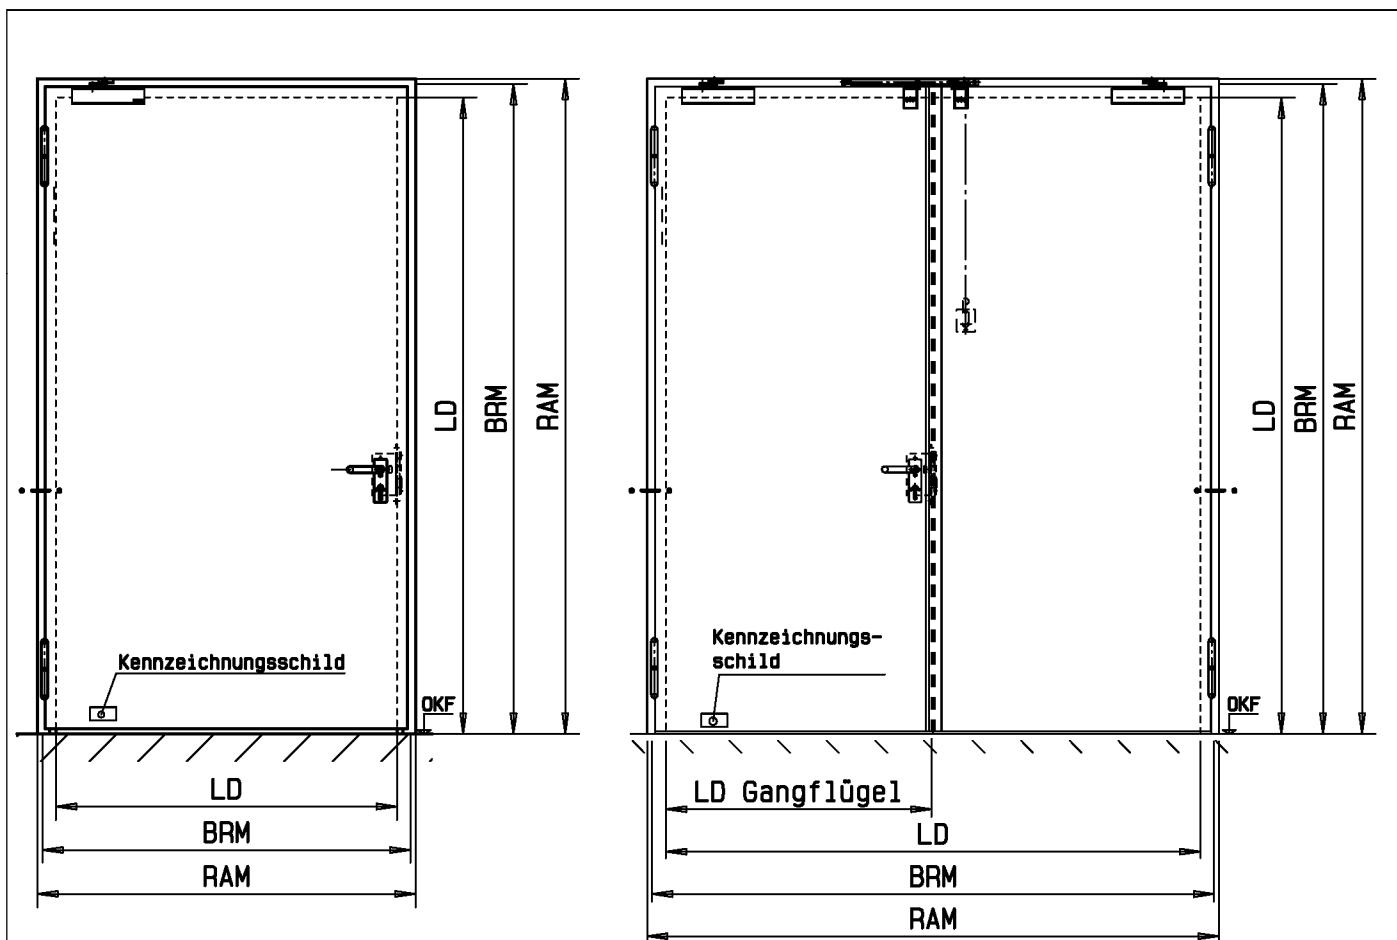 LD
BRM
RAM
Kennzeichnungsschild
OKF
LD
BRM
RAM
LD
BRM
RAM
Kennzeichnungs-
schild
OKF
LD Gangflügel
LD
BRM
RAM